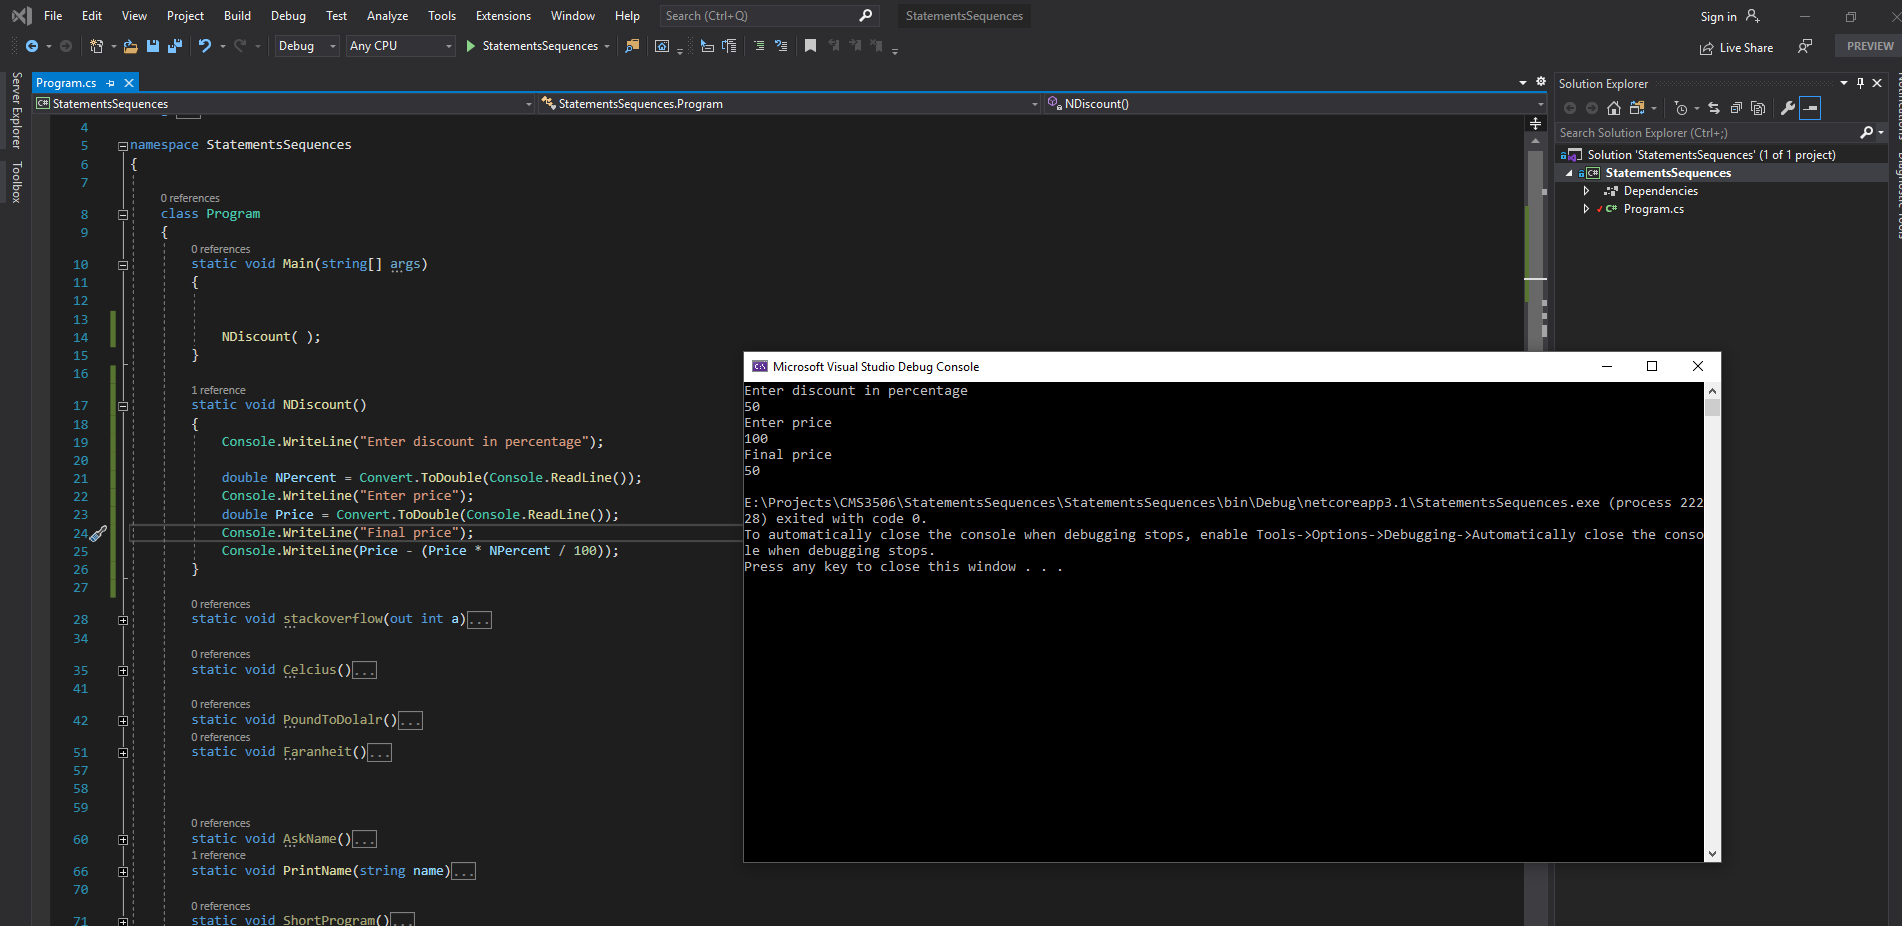 File Edit View Project Build Debug Test Analyze Tools Extensions Window Help Search (Ctrl+Q) StatementsSequences Sign in
Debug Any CPU StatementsSequences Live Share PREVIEW
Server Explorer
Toolbox
Program.cs
StatementsSequences StatementsSequences.Program NDiscount()
4
5 namespace StatementsSequences
6 {
7
0 references
8 class Program
9 {
0 references
10 static void Main(string[] args)
11 {
12
13
14 NDiscount( );
15 }
16
1 reference
17 static void NDiscount()
18 {
19 Console.WriteLine("Enter discount in percentage");
20
21 double NPercent = Convert.ToDouble(Console.ReadLine());
22 Console.WriteLine("Enter price");
23 double Price = Convert.ToDouble(Console.ReadLine());
24 Console.WriteLine("Final price");
25 Console.WriteLine(Price - (Price * NPercent / 100));
26 }
27
0 references
28 static void stackoverflow(out int a)...
34
0 references
35 static void Celcius()...
41
0 references
42 static void PoundToDolalr()...
0 references
51 static void Faranheit()...
57
58
59
0 references
60 static void AskName()...
1 reference
66 static void PrintName(string name)...
70
0 references
71 static void ShortProgram()...
Microsoft Visual Studio Debug Console
Enter discount in percentage
50
Enter price
100
Final price
50
E:\Projects\CMS3506\StatementsSequences\StatementsSequences\bin\Debug\netcoreapp3.1\StatementsSequences.exe (process 222
28) exited with code 0.
To automatically close the console when debugging stops, enable Tools->Options->Debugging->Automatically close the conso
le when debugging stops.
Press any key to close this window . . .
Solution Explorer
Search Solution Explorer (Ctrl+;)
Solution 'StatementsSequences' (1 of 1 project)
C# StatementsSequences
Dependencies
C# Program.cs